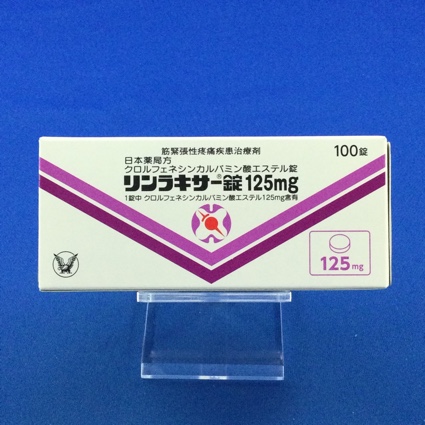 筋緊張性疼痛疾患治療剤
日本薬局方
クロルフェネシンカルバミン酸エステル錠
100錠
リンラキサー®錠125mg
1錠中 クロルフェネシンカルバミン酸エステル125mg含有
125mg